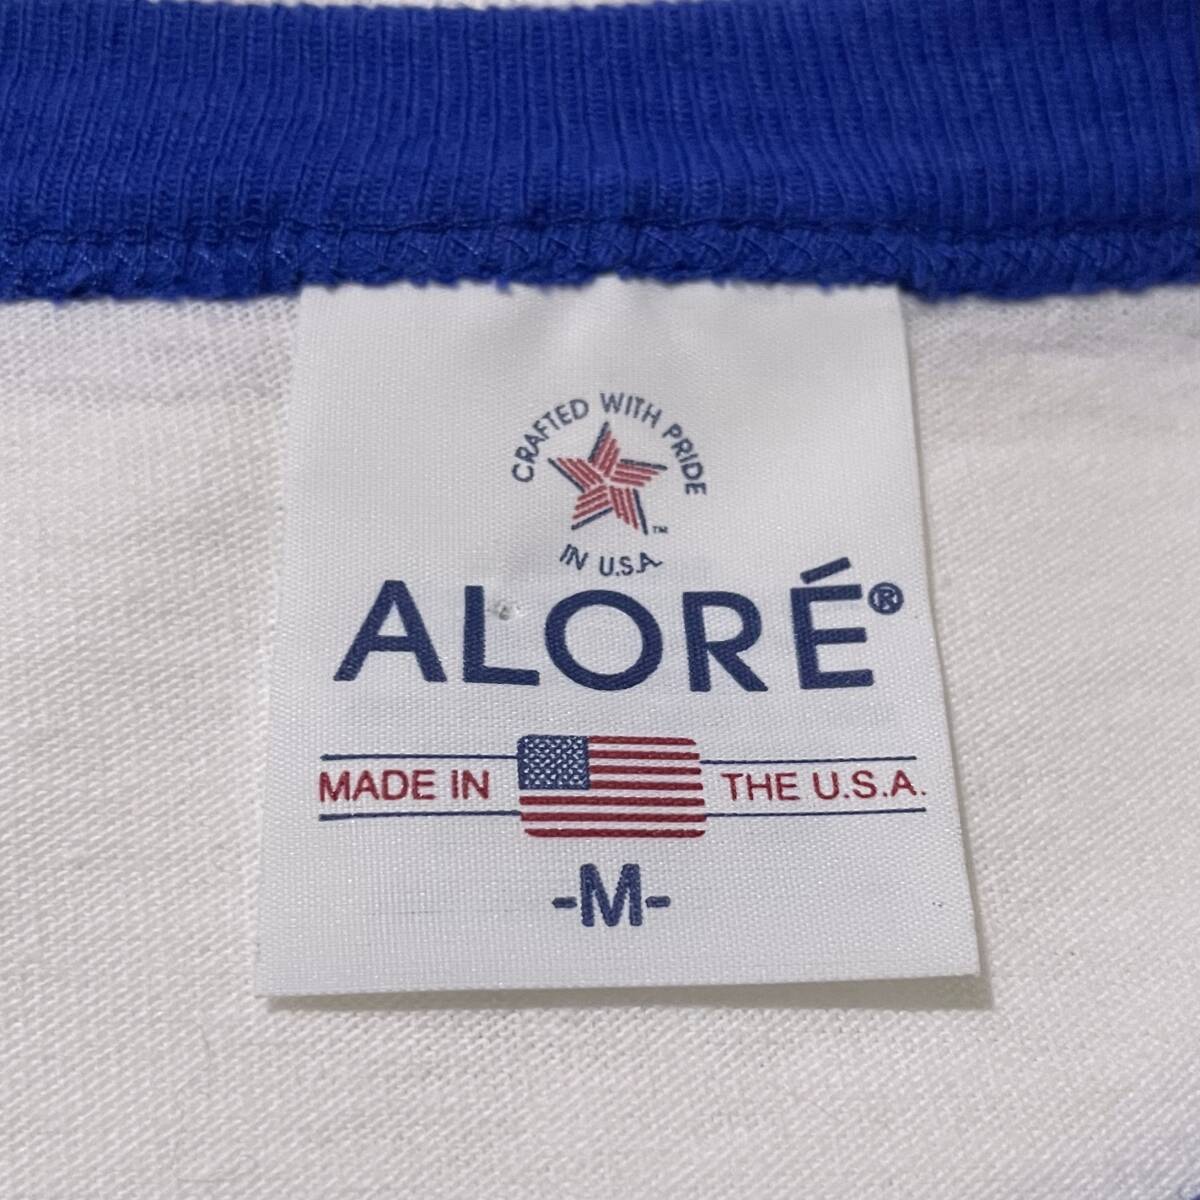 CRAFTED WITH PRIDE
™
IN U.S.A.
ALORÉ®
MADE IN THE U.S.A.
-M-